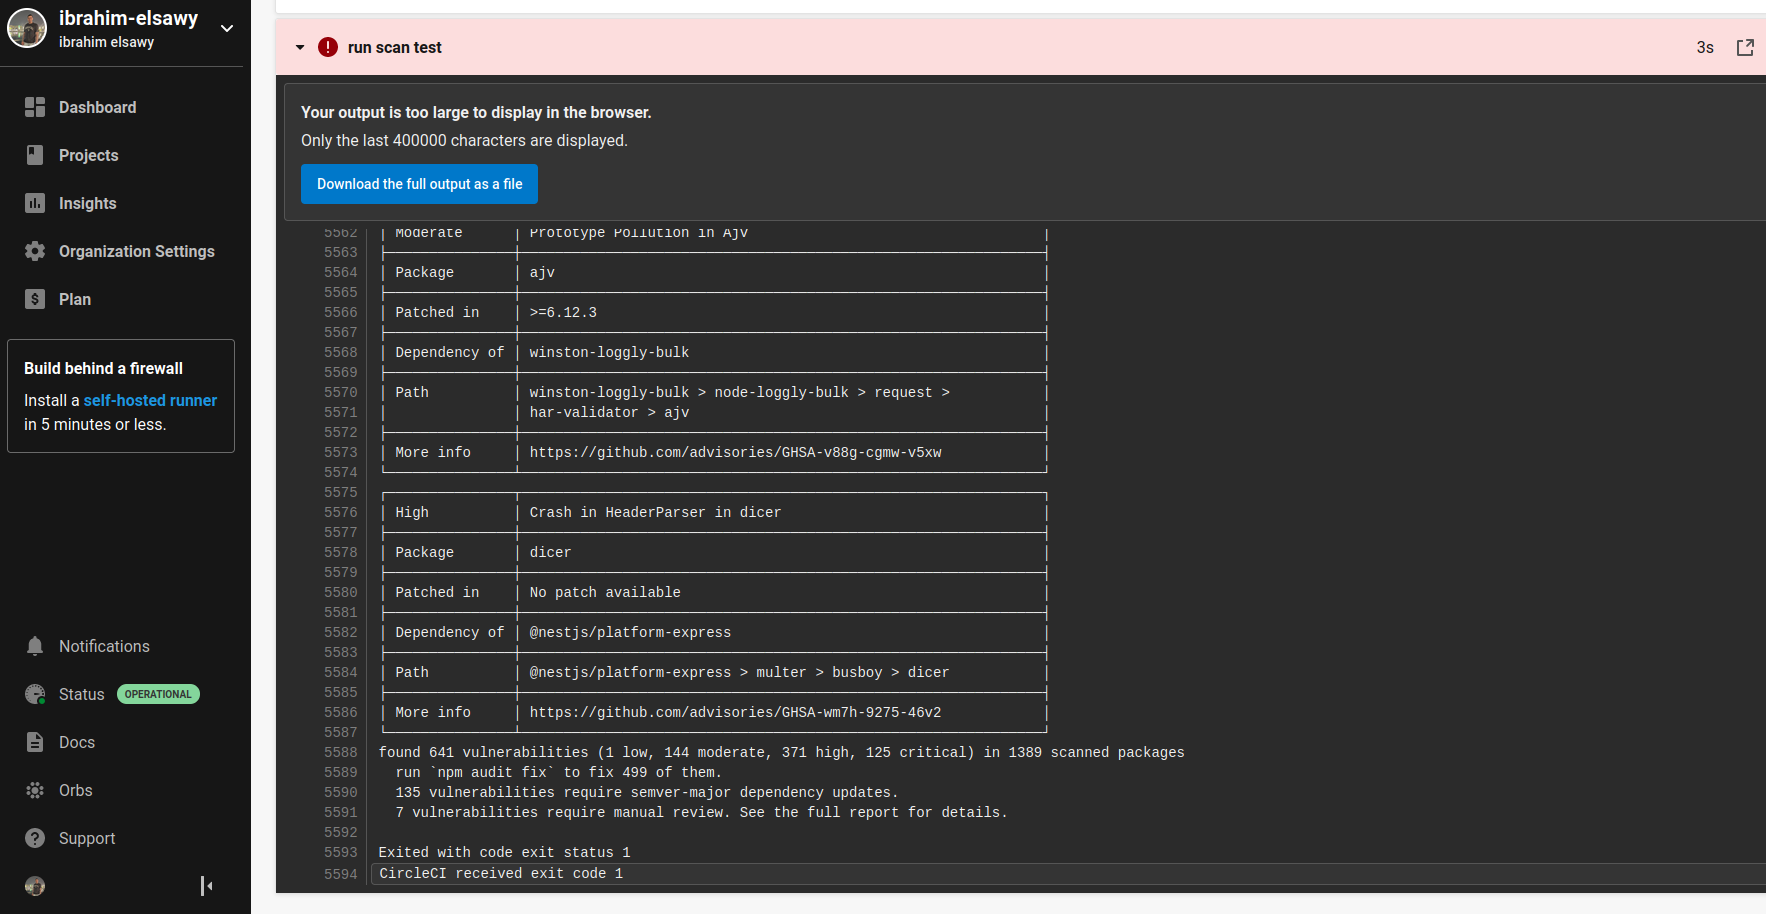 ibrahim-elsawy
ibrahim elsawy
Dashboard
Projects
Insights
Organization Settings
Plan
Build behind a firewall
Install a self-hosted runner
in 5 minutes or less.
Notifications
Status OPERATIONAL
Docs
Orbs
Support
run scan test 3s
Your output is too large to display in the browser.
Only the last 400000 characters are displayed.
Download the full output as a file
5562 │ Moderate │ Prototype Pollution in Ajv │
5563
5564 │ Package │ ajv │
5565
5566 │ Patched in │ >=6.12.3 │
5567
5568 │ Dependency of │ winston-loggly-bulk │
5569
5570 │ Path │ winston-loggly-bulk > node-loggly-bulk > request > │
5571 │ │ har-validator > ajv │
5572
5573 │ More info │ https://github.com/advisories/GHSA-v88g-cgmw-v5xw │
5574
5575
5576 │ High │ Crash in HeaderParser in dicer │
5577
5578 │ Package │ dicer │
5579
5580 │ Patched in │ No patch available │
5581
5582 │ Dependency of │ @nestjs/platform-express │
5583
5584 │ Path │ @nestjs/platform-express > multer > busboy > dicer │
5585
5586 │ More info │ https://github.com/advisories/GHSA-wm7h-9275-46v2 │
5587
5588 found 641 vulnerabilities (1 low, 144 moderate, 371 high, 125 critical) in 1389 scanned packages
5589 run `npm audit fix` to fix 499 of them.
5590 135 vulnerabilities require semver-major dependency updates.
5591 7 vulnerabilities require manual review. See the full report for details.
5592
5593 Exited with code exit status 1
5594 CircleCI received exit code 1